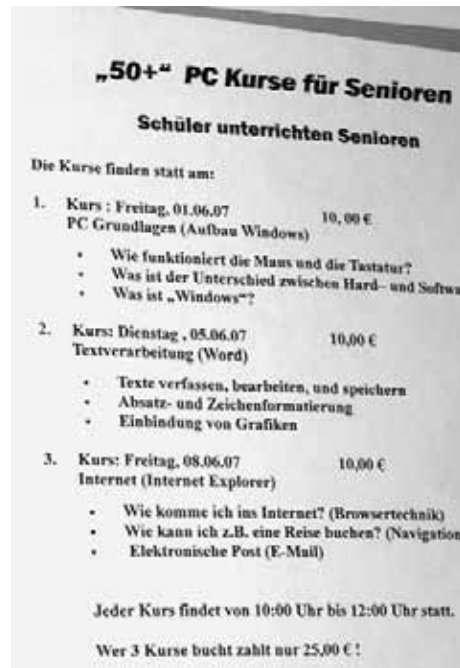 „50+“ PC Kurse für Senioren
Schüler unterrichten Senioren
Die Kurse finden statt am:
1. Kurs : Freitag, 01.06.07 10,00 €
PC Grundlagen (Aufbau Windows)
• Wie funktioniert die Maus und die Tastatur?
• Was ist der Unterschied zwischen Hard- und Softwa
• Was ist „Windows“?
2. Kurs: Dienstag , 05.06.07 10,00 €
Textverarbeitung (Word)
• Texte verfassen, bearbeiten, und speichern
• Absatz- und Zeichenformatierung
• Einbindung von Grafiken
3. Kurs: Freitag, 08.06.07 10,00 €
Internet (Internet Explorer)
• Wie komme ich ins Internet? (Browsertechnik)
• Wie kann ich z.B. eine Reise buchen? (Navigation
• Elektronische Post (E-Mail)
Jeder Kurs findet von 10:00 Uhr bis 12:00 Uhr statt.
Wer 3 Kurse bucht zahlt nur 25,00 € !